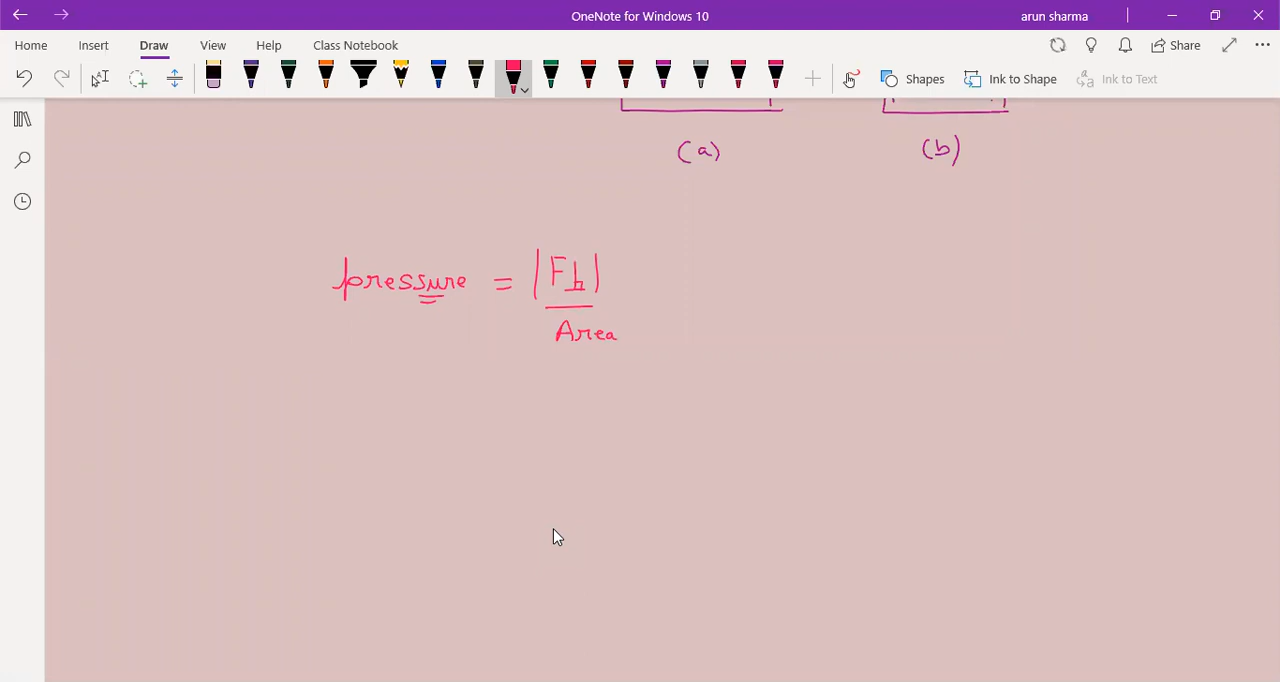 OneNote for Windows 10
arun sharma
Home Insert Draw View Help Class Notebook
Share
Shapes Ink to Shape Ink to Text
(a) (b)
pressure = |F⊥|
Area